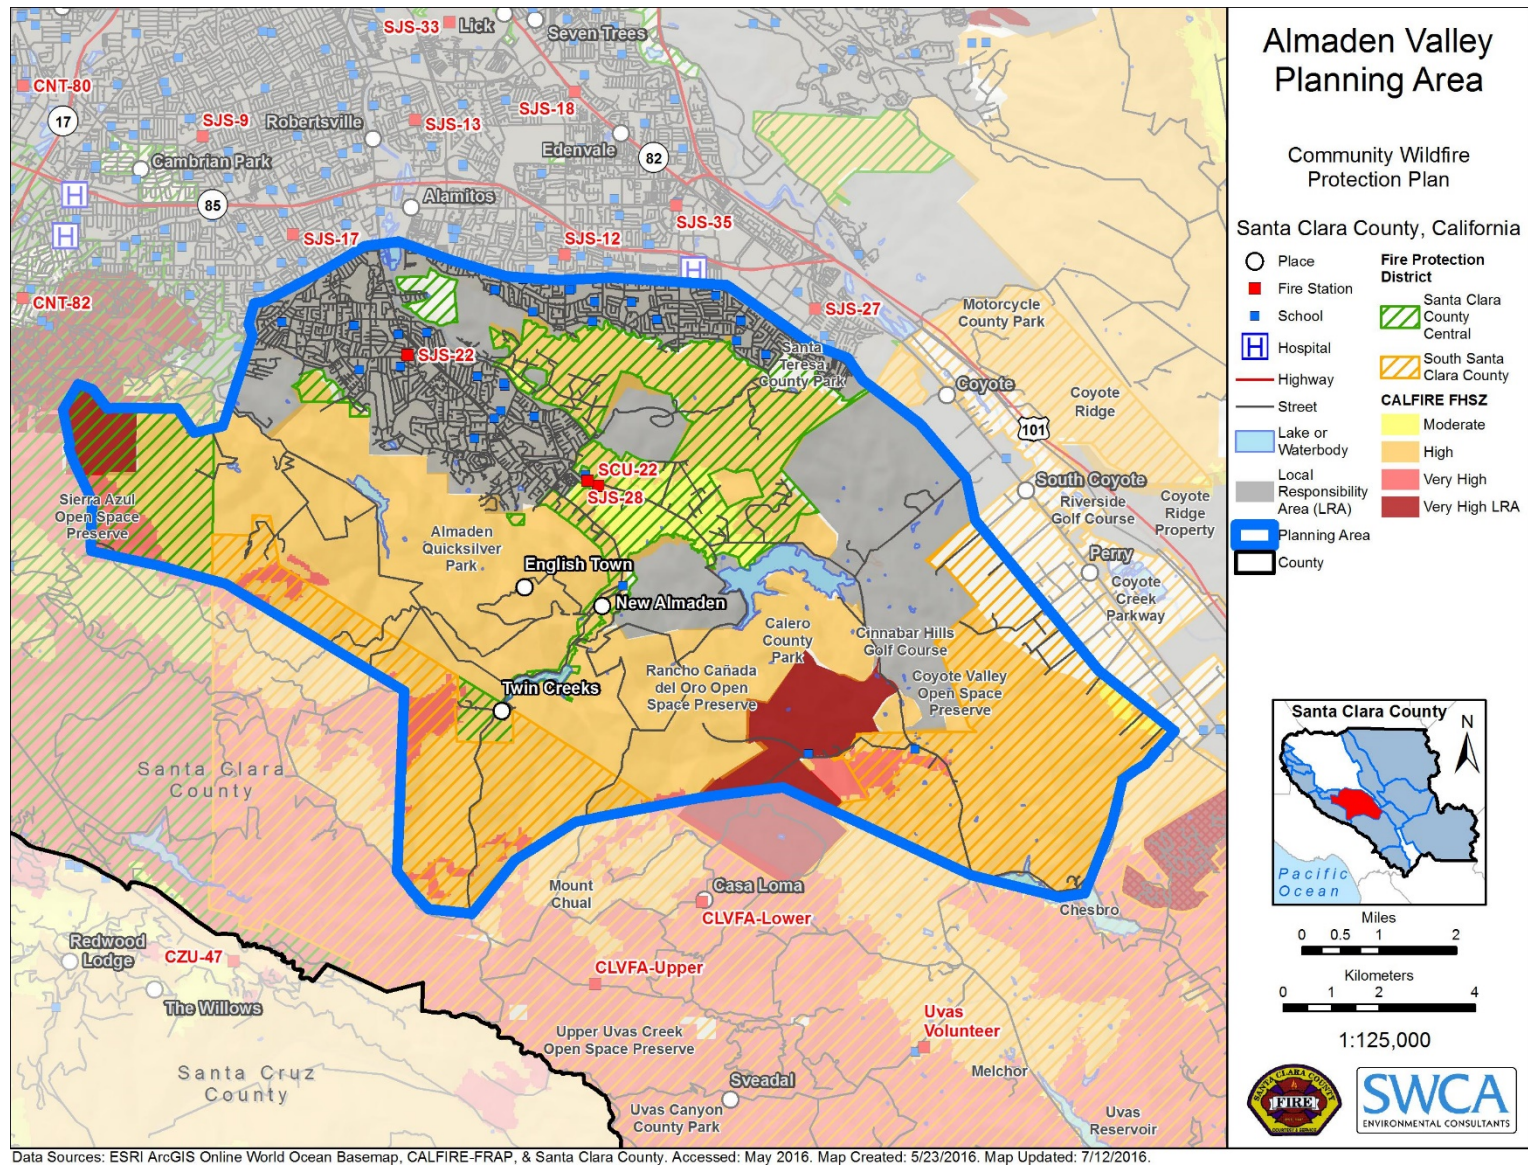 Almaden Valley
Planning Area
Community Wildfire
Protection Plan
Santa Clara County, California
Place
Fire Station
School
Hospital
Highway
Street
Lake or
Waterbody
Local
Responsibility
Area (LRA)
Planning Area
County
Fire Protection
District
Santa Clara
County
Central
South Santa
Clara County
CALFIRE FHSZ
Moderate
High
Very High
Very High LRA
SJS-33
Lick
Seven Trees
CNT-80
17
SJS-9
Robertsville
SJS-13
SJS-18
Edenvale
82
Cambrian Park
H
85
Alamitos
SJS-35
H
SJS-17
SJS-12
H
CNT-82
SJS-27
Motorcycle
County Park
SJS-22
Santa
Teresa
County Park
Coyote
Coyote
Ridge
101
SCU-22
SJS-28
South Coyote
Riverside
Golf Course
Coyote
Ridge
Property
Sierra Azul
Open Space
Preserve
Almaden
Quicksilver
Park
English Town
New Almaden
Perry
Coyote
Creek
Parkway
Calero
County
Park
Cinnabar Hills
Golf Course
Rancho Cañada
del Oro Open
Space Preserve
Coyote Valley
Open Space
Preserve
Twin Creeks
Santa Clara
County
Mount
Chual
Casa Loma
CLVFA-Lower
Chesbro
Redwood
Lodge
CZU-47
CLVFA-Upper
The Willows
Uvas
Volunteer
Upper Uvas Creek
Open Space Preserve
Santa Cruz
County
Sveadal
Melchor
Uvas Canyon
County Park
Uvas
Reservoir
Santa Clara County
N
Pacific
Ocean
Miles
0 0.5 1 2
Kilometers
0 1 2 4
1:125,000
SANTA CLARA COUNTY
FIRE
SWCA
ENVIRONMENTAL CONSULTANTS
Data Sources: ESRI ArcGIS Online World Ocean Basemap, CALFIRE-FRAP, & Santa Clara County. Accessed: May 2016. Map Created: 5/23/2016. Map Updated: 7/12/2016.